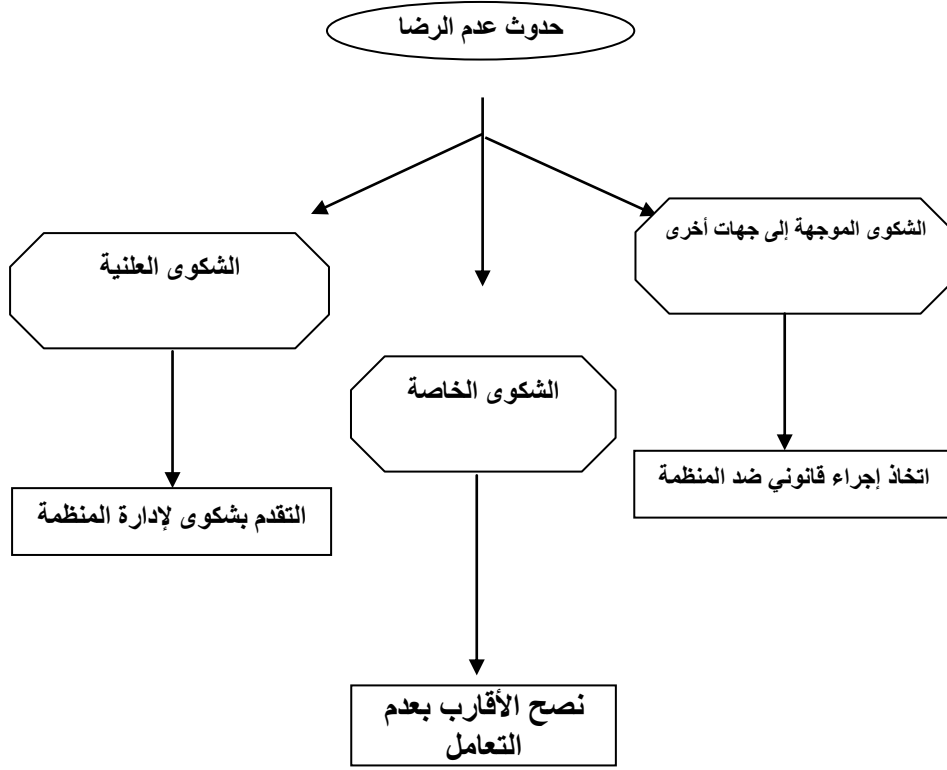 حدوث عدم الرضا
الشكوى الموجهة إلى جهات أخرى
الشكوى العلنية
الشكوى الخاصة
اتخاذ إجراء قانوني ضد المنظمة
التقدم بشكوى لإدارة المنظمة
نصح الأقارب بعدم
التعامل